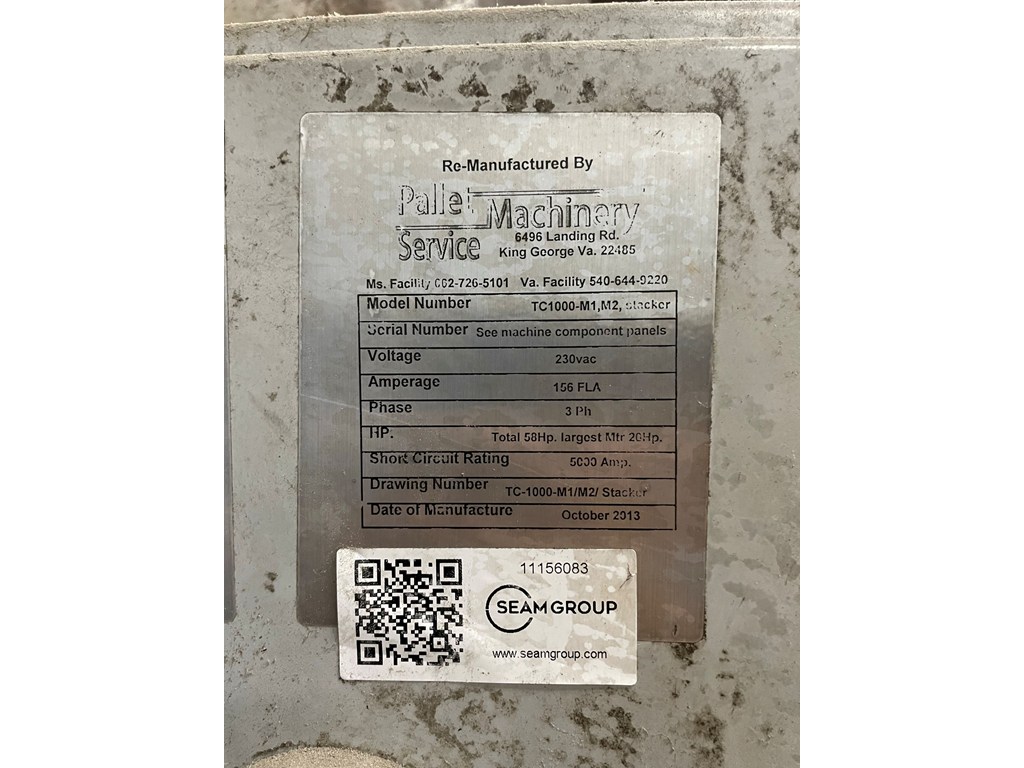 Re-Manufactured By
Pallet Machinery
Service
6496 Landing Rd.
King George Va. 22485
Ms. Facility 662-726-5101 Va. Facility 540-644-9220
Model Number TC1000-M1,M2, stacker
Serial Number See machine component panels
Voltage 230vac
Amperage 156 FLA
Phase 3 Ph
HP. Total 58Hp. largest Mtr 20Hp.
Short Circuit Rating 5000 Amp.
Drawing Number TC-1000-M1/M2/ Stacker
Date of Manufacture October 2013
11156083
SEAMGROUP
www.seamgroup.com